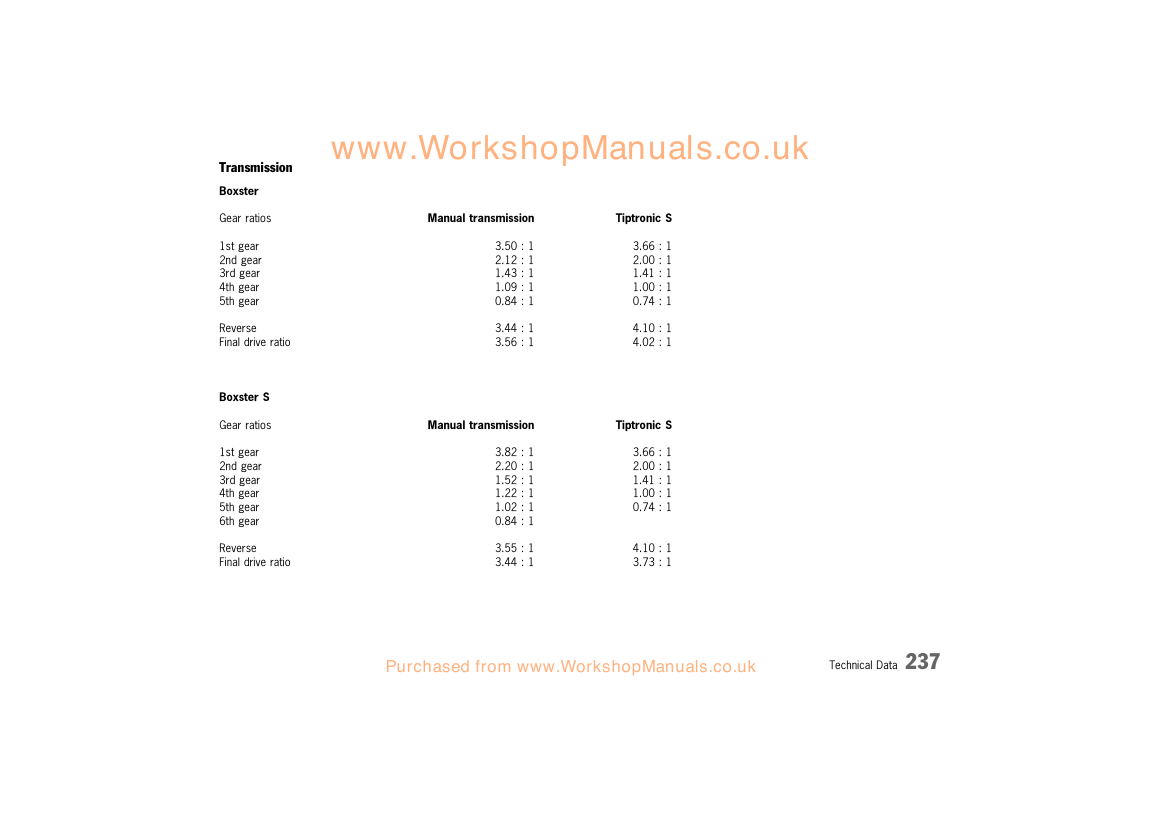 www.WorkshopManuals.co.uk
Transmission
Boxster
Gear ratios Manual transmission Tiptronic S
1st gear 3.50 : 1 3.66 : 1
2nd gear 2.12 : 1 2.00 : 1
3rd gear 1.43 : 1 1.41 : 1
4th gear 1.09 : 1 1.00 : 1
5th gear 0.84 : 1 0.74 : 1
Reverse 3.44 : 1 4.10 : 1
Final drive ratio 3.56 : 1 4.02 : 1
Boxster S
Gear ratios Manual transmission Tiptronic S
1st gear 3.82 : 1 3.66 : 1
2nd gear 2.20 : 1 2.00 : 1
3rd gear 1.52 : 1 1.41 : 1
4th gear 1.22 : 1 1.00 : 1
5th gear 1.02 : 1 0.74 : 1
6th gear 0.84 : 1
Reverse 3.55 : 1 4.10 : 1
Final drive ratio 3.44 : 1 3.73 : 1
Purchased from www.WorkshopManuals.co.uk
Technical Data 237